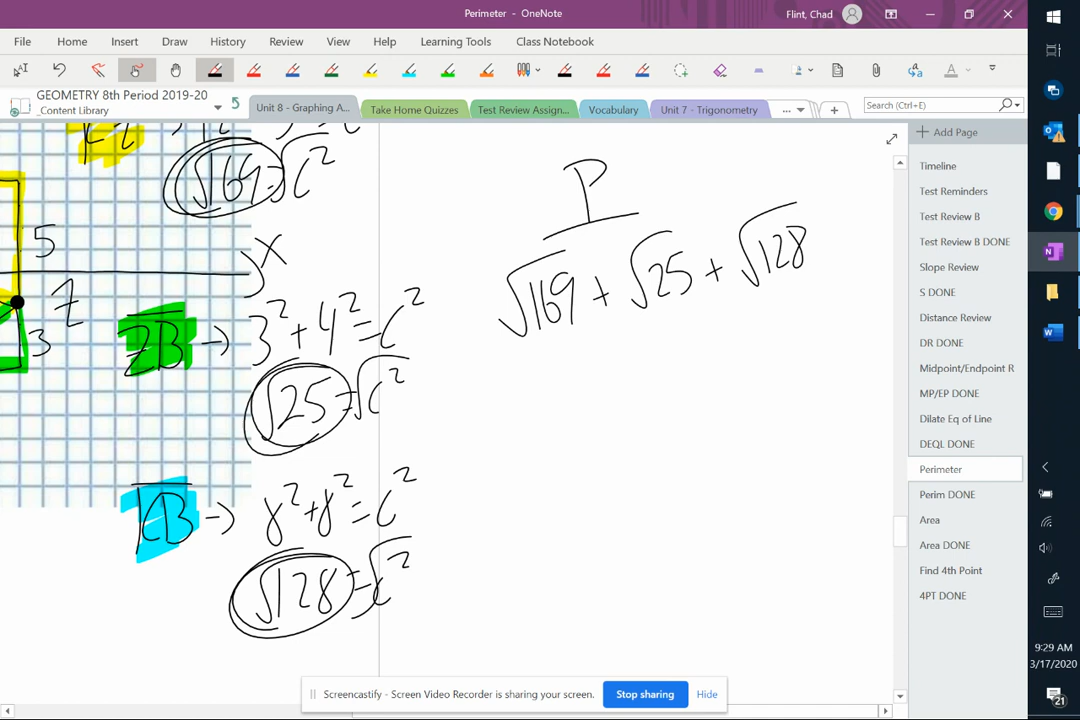 Perimeter - OneNote
Flint, Chad
File Home Insert Draw History Review View Help Learning Tools Class Notebook
GEOMETRY 8th Period 2019-20
_Content Library
Unit 8 - Graphing A... Take Home Quizzes Test Review Assign... Vocabulary Unit 7 - Trigonometry ... Search (Ctrl+E)
Add Page
Timeline
Test Reminders
Test Review B
Test Review B DONE
Slope Review
S DONE
Distance Review
DR DONE
Midpoint/Endpoint R
MP/EP DONE
Dilate Eq of Line
DEQL DONE
Perimeter
Perim DONE
Area
Area DONE
Find 4th Point
4PT DONE
√169 = √c²
5
X
Z
3
ZB → 3² + 4² = c²
√25 = √c²
CB → 8² + 8² = c²
√128 = √c²
P
√169 + √25 + √128
Screencastify - Screen Video Recorder is sharing your screen. Stop sharing Hide
9:29 AM
3/17/2020
21